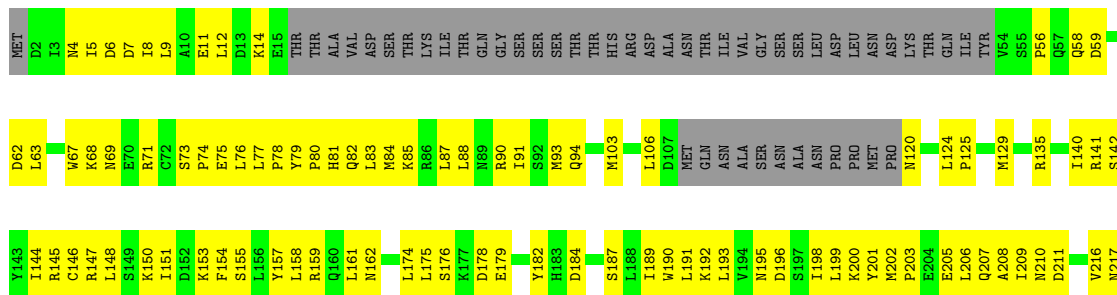 MET D2 I3 N4 I5 D6 D7 I8 L9 A10 E11 L12 D13 K14 E15 THR THR ALA VAL ASP SER THR LYS ILE THR GLN GLY SER SER SER THR THR HIS ARG ASP ALA ASN THR ILE VAL GLY SER SER LEU ASP LEU ASN ASP LYS THR GLN ILE TYR V54 S55 P56 Q57 Q58 D59
D62 L63 W67 K68 N69 E70 R71 C72 S73 P74 E75 L76 L77 P78 Y79 P80 H81 Q82 L83 M84 K85 R86 L87 L88 N89 R90 I91 S92 M93 Q94 M103 L106 D107 MET GLN ASN ALA SER ASN ALA ASN PRO PRO MET PRO N120 L124 P125 M129 R135 I140 R141 S142
Y143 I144 R145 C146 R147 L148 S149 K150 I151 D152 K153 F154 S155 L156 Y157 L158 R159 Q160 L161 N162 L174 L175 S176 K177 D178 E179 Y182 H183 D184 S187 L188 I189 W190 L191 K192 L193 V194 N195 D196 S197 I198 L199 K200 Y201 M202 P203 E204 E205 L206 Q207 A208 I209 N210 D211 V216 N217